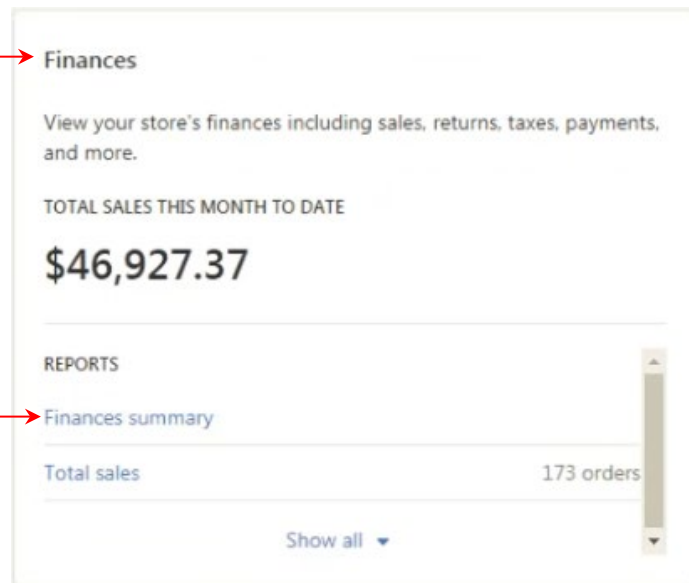 Finances
View your store's finances including sales, returns, taxes, payments,
and more.
TOTAL SALES THIS MONTH TO DATE
$46,927.37
REPORTS
Finances summary
Total sales 173 orders
Show all